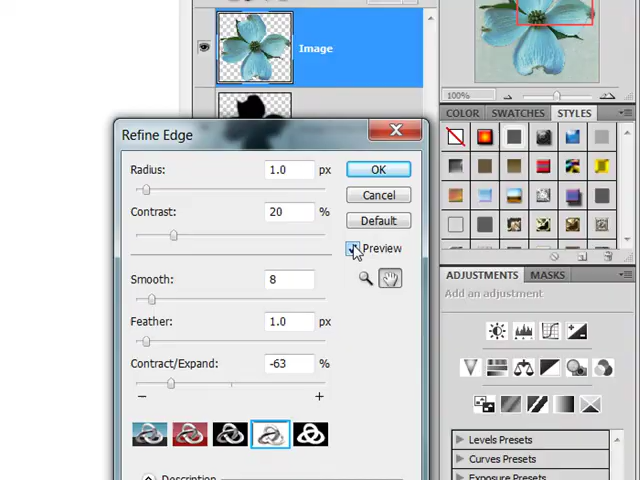 Image
100%
COLOR SWATCHES STYLES
Refine Edge
Radius: 1.0 px
OK
Cancel
Contrast: 20 %
Default
Preview
Smooth: 8
Feather: 1.0 px
Contract/Expand: -63 %
− +
Description
ADJUSTMENTS MASKS
Add an adjustment
Levels Presets
Curves Presets
Exposure Presets